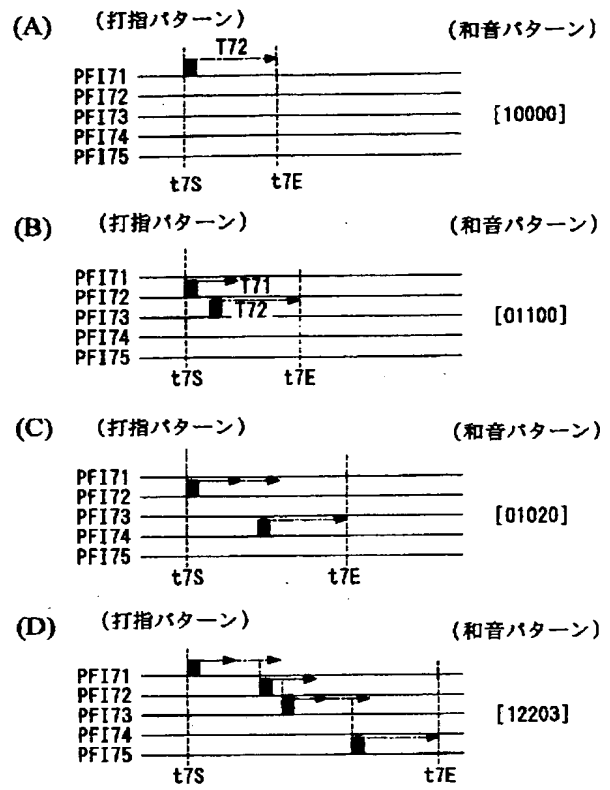 (A) (打指パターン) (和音パターン)
T72
PFI71
PFI72
PFI73 [10000]
PFI74
PFI75
t7S t7E
(B) (打指パターン) (和音パターン)
PFI71 T71
PFI72 T72
PFI73 [01100]
PFI74
PFI75
t7S t7E
(C) (打指パターン) (和音パターン)
PFI71
PFI72
PFI73 [01020]
PFI74
PFI75
t7S t7E
(D) (打指パターン) (和音パターン)
PFI71
PFI72
PFI73 [12203]
PFI74
PFI75
t7S t7E